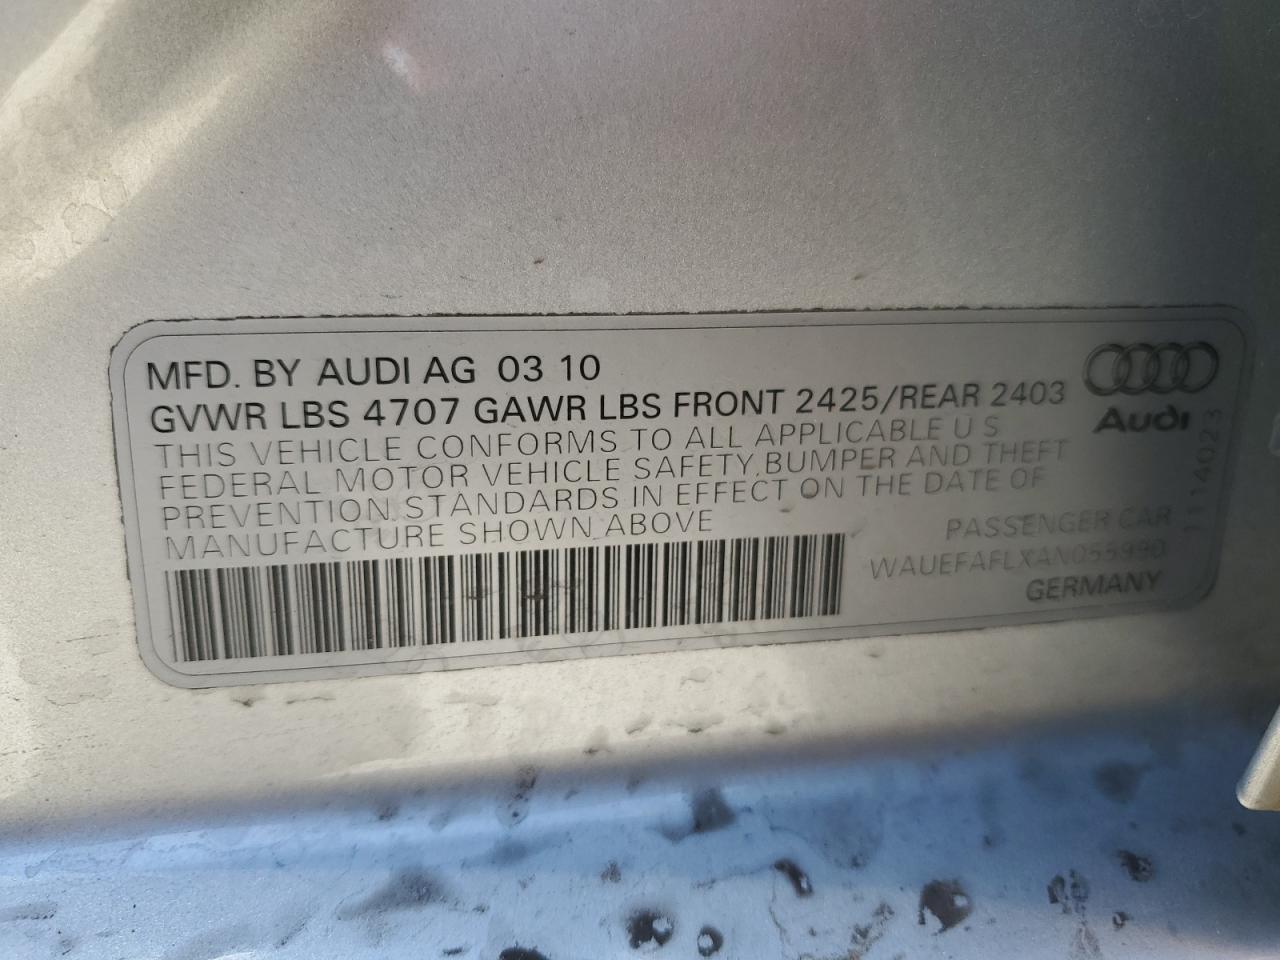 MFD. BY AUDI AG 03 10
GVWR LBS 4707 GAWR LBS FRONT 2425/REAR 2403
THIS VEHICLE CONFORMS TO ALL APPLICABLE U S
FEDERAL MOTOR VEHICLE SAFETY, BUMPER AND THEFT
PREVENTION STANDARDS IN EFFECT ON THE DATE OF
MANUFACTURE SHOWN ABOVE
Audi
PASSENGER CAR
WAUEFAFLXAN055990
GERMANY
1114023